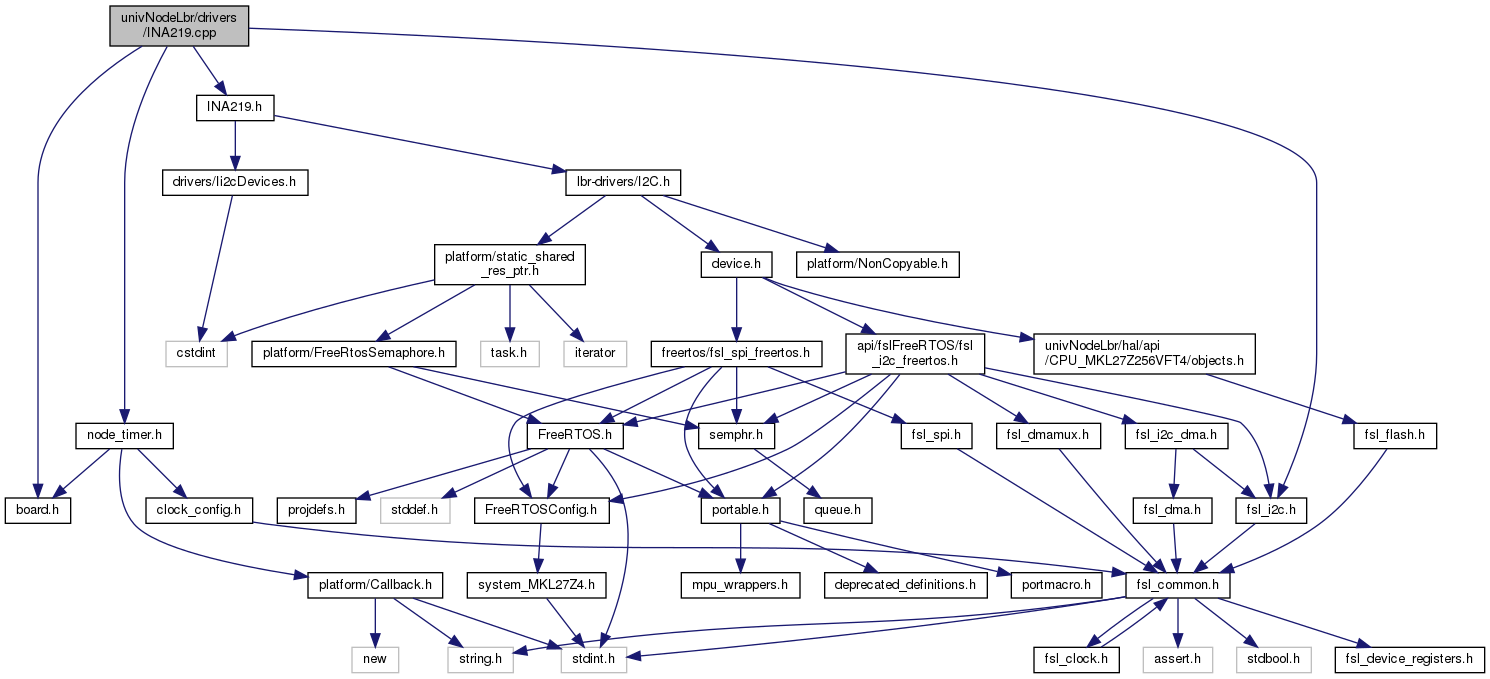 univNodeLbr/drivers
/INA219.cpp
INA219.h
drivers/Ii2cDevices.h
lbr-drivers/I2C.h
platform/static_shared
_res_ptr.h
device.h
platform/NonCopyable.h
cstdint
platform/FreeRtosSemaphore.h
task.h
iterator
freertos/fsl_spi_freertos.h
api/fslFreeRTOS/fsl
_i2c_freertos.h
univNodeLbr/hal/api
/CPU_MKL27Z256VFT4/objects.h
node_timer.h
FreeRTOS.h
semphr.h
fsl_spi.h
fsl_dmamux.h
fsl_i2c_dma.h
fsl_flash.h
board.h
clock_config.h
projdefs.h
stddef.h
FreeRTOSConfig.h
portable.h
queue.h
fsl_dma.h
fsl_i2c.h
platform/Callback.h
system_MKL27Z4.h
mpu_wrappers.h
deprecated_definitions.h
portmacro.h
fsl_common.h
new
string.h
stdint.h
fsl_clock.h
assert.h
stdbool.h
fsl_device_registers.h